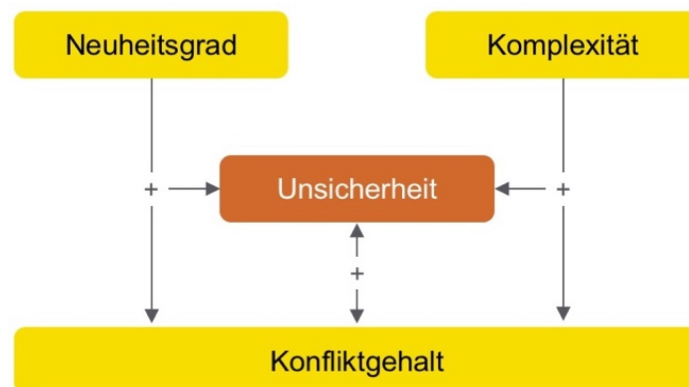 Neuheitsgrad
Komplexität
+
Unsicherheit
+
+
Konfliktgehalt